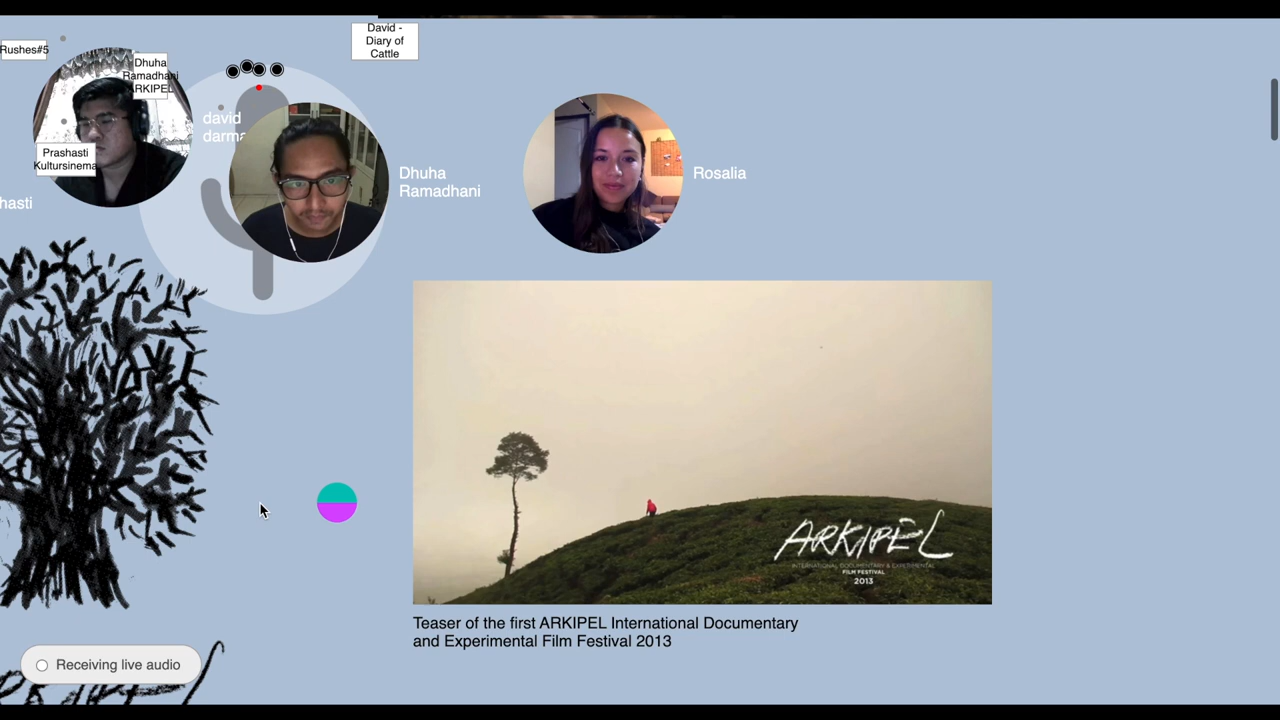 David -
Diary of
Cattle
Rushes#5
Dhuha
Ramadhani
ARKIPEL
Prashasti
Kultursinema
david
darma
Dhuha
Ramadhani
Rosalia
hasti
ARKIPEL
INTERNATIONAL DOCUMENTARY & EXPERIMENTAL
FILM FESTIVAL
2013
Teaser of the first ARKIPEL International Documentary
and Experimental Film Festival 2013
Receiving live audio